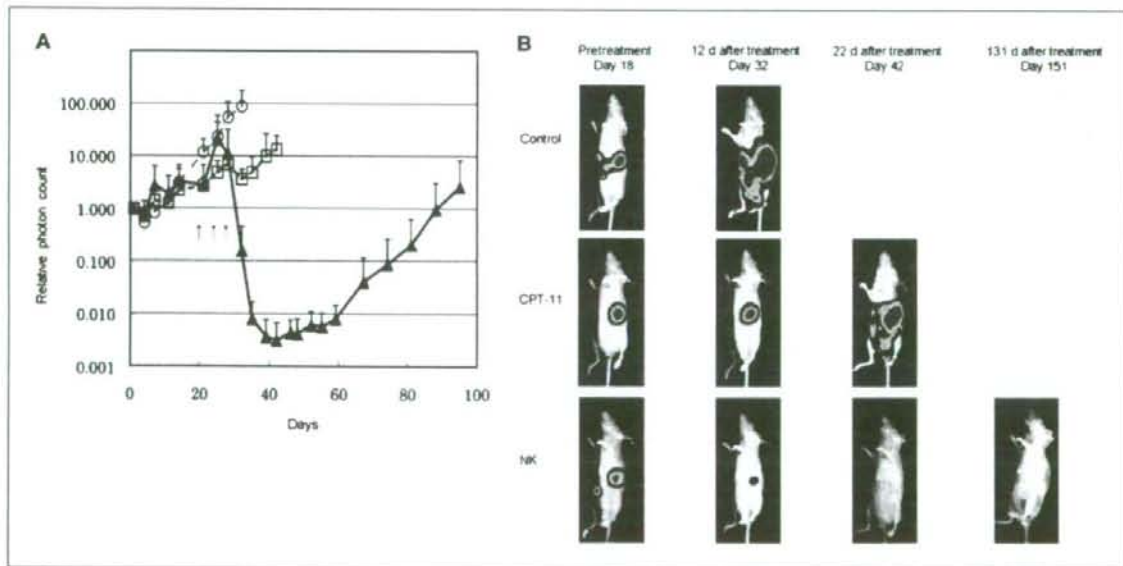 A
100.000
10.000
1.000
0.100
0.010
0.001
0
20
40
60
80
100
Relative photon count
Days
B
Pretreatment
Day 18
12 d after treatment
Day 32
22 d after treatment
Day 42
131 d after treatment
Day 151
Control
CPT-11
NK